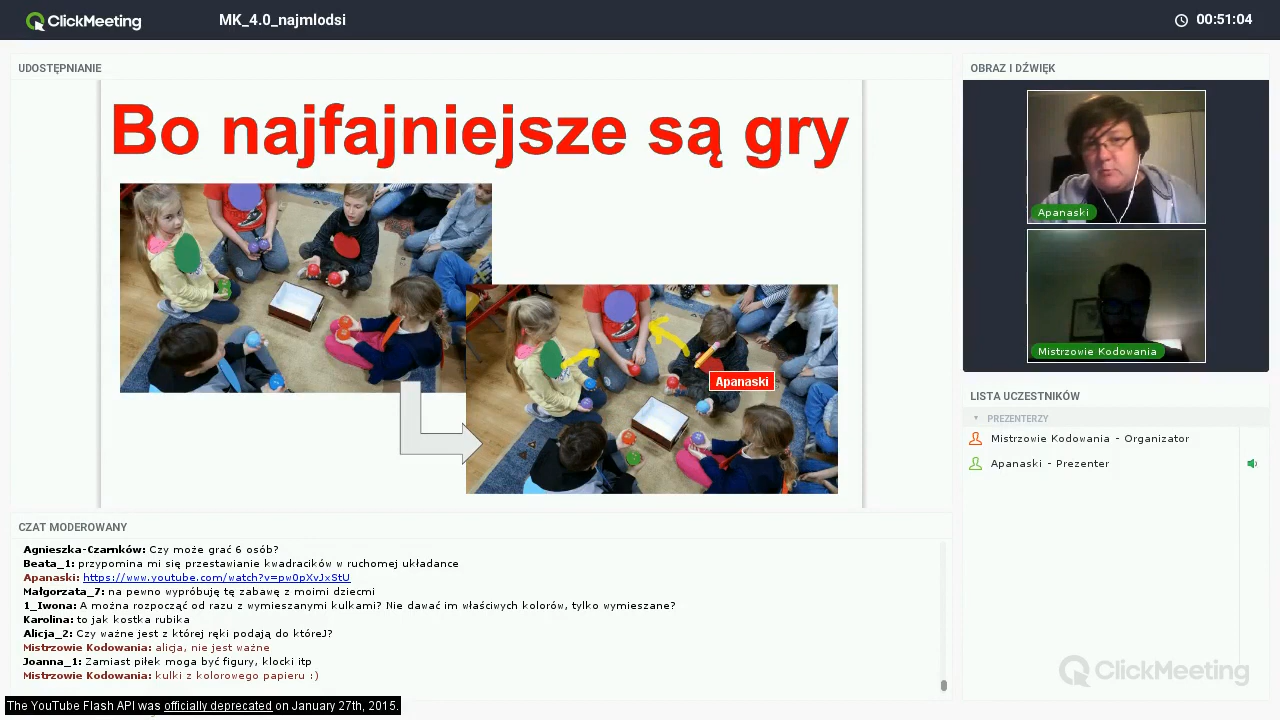 ClickMeeting
MK_4.0_najmlodsi
00:51:04
UDOSTĘPNIANIE
OBRAZ I DŹWIĘK
Bo najfajniejsze są gry
Apanaski
Apanaski
Mistrzowie Kodowania
LISTA UCZESTNIKÓW
PREZENTERZY
Mistrzowie Kodowania - Organizator
Apanaski - Prezenter
CZAT MODEROWANY
Agnieszka-Czarnków: Czy może grać 6 osób?
Beata_1: przypomina mi się przestawianie kwadracików w ruchomej układance
Apanaski: https://www.youtube.com/watch?v=pw0pXvJxStU
Małgorzata_7: na pewno wypróbuję tę zabawę z moimi dziecmi
1_Iwona: A można rozpocząć od razu z wymieszanymi kulkami? Nie dawać im właściwych kolorów, tylko wymieszane?
Karolina: to jak kostka rubika
Alicja_2: Czy ważne jest z której ręki podają do któreJ?
Mistrzowie Kodowania: alicja, nie jest ważne
Joanna_1: Zamiast piłek moga być figury, klocki itp
Mistrzowie Kodowania: kulki z kolorowego papieru :)
ClickMeeting
The YouTube Flash API was officially deprecated on January 27th, 2015.